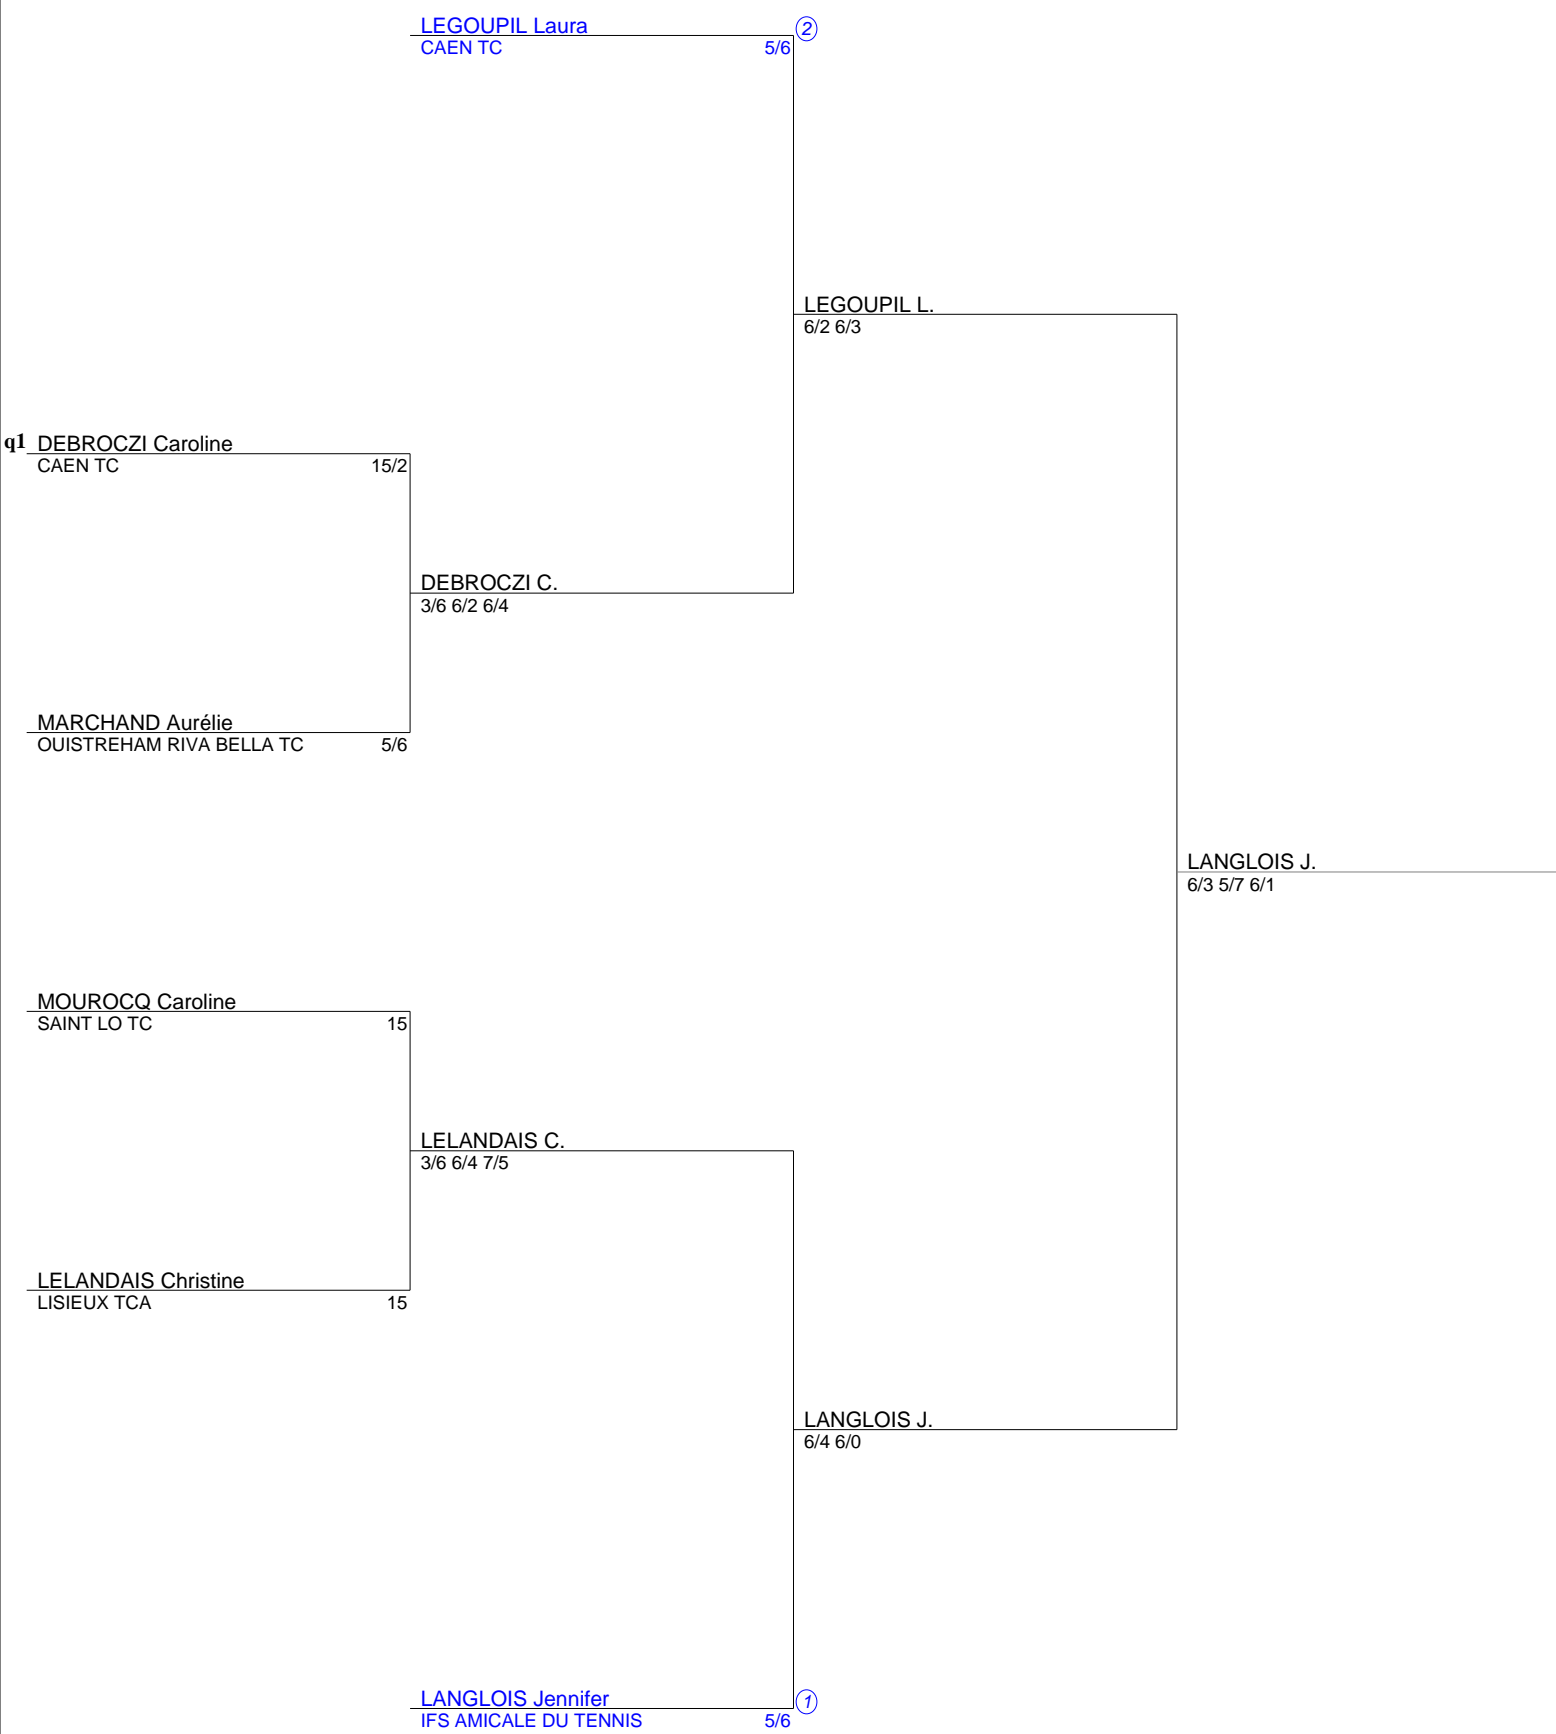 LEGOUPIL Laura 2
CAEN TC 5/6
LEGOUPIL L.
6/2 6/3
q1 DEBROCZI Caroline
CAEN TC 15/2
DEBROCZI C.
3/6 6/2 6/4
MARCHAND Aurélie
OUISTREHAM RIVA BELLA TC 5/6
LANGLOIS J.
6/3 5/7 6/1
MOUROCQ Caroline
SAINT LO TC 15
LELANDAIS C.
3/6 6/4 7/5
LELANDAIS Christine
LISIEUX TCA 15
LANGLOIS J.
6/4 6/0
LANGLOIS Jennifer 1
IFS AMICALE DU TENNIS 5/6